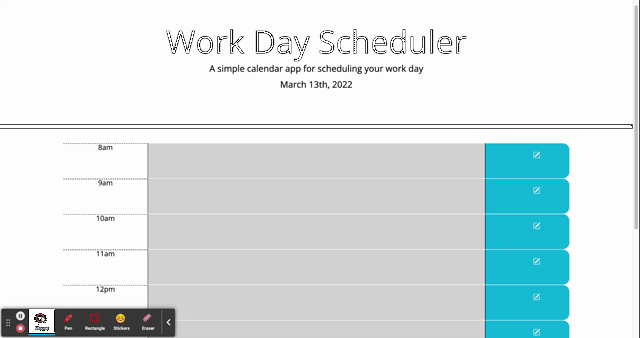 Work Day Scheduler
A simple calendar app for scheduling your work day
March 13th, 2022
8am
9am
10am
11am
12pm
Pen
Rectangle
Stickers
Eraser